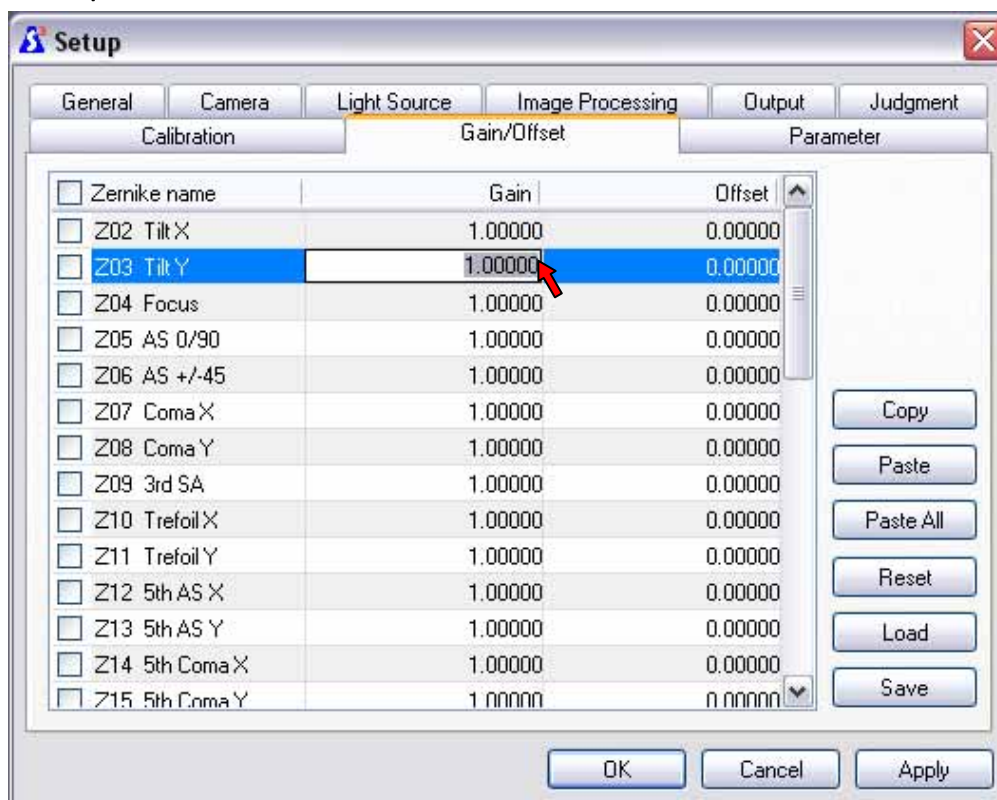 Setup
General Camera Light Source Image Processing Output Judgment
Calibration Gain/Offset Parameter
Zernike name Gain Offset
Z02 Tilt X 1.00000 0.00000
Z03 Tilt Y 1.00000 0.00000
Z04 Focus 1.00000 0.00000
Z05 AS 0/90 1.00000 0.00000
Z06 AS +/-45 1.00000 0.00000
Z07 Coma X 1.00000 0.00000
Z08 Coma Y 1.00000 0.00000
Z09 3rd SA 1.00000 0.00000
Z10 Trefoil X 1.00000 0.00000
Z11 Trefoil Y 1.00000 0.00000
Z12 5th AS X 1.00000 0.00000
Z13 5th AS Y 1.00000 0.00000
Z14 5th Coma X 1.00000 0.00000
Z15 5th Coma Y 1.00000 0.00000
Copy
Paste
Paste All
Reset
Load
Save
OK Cancel Apply